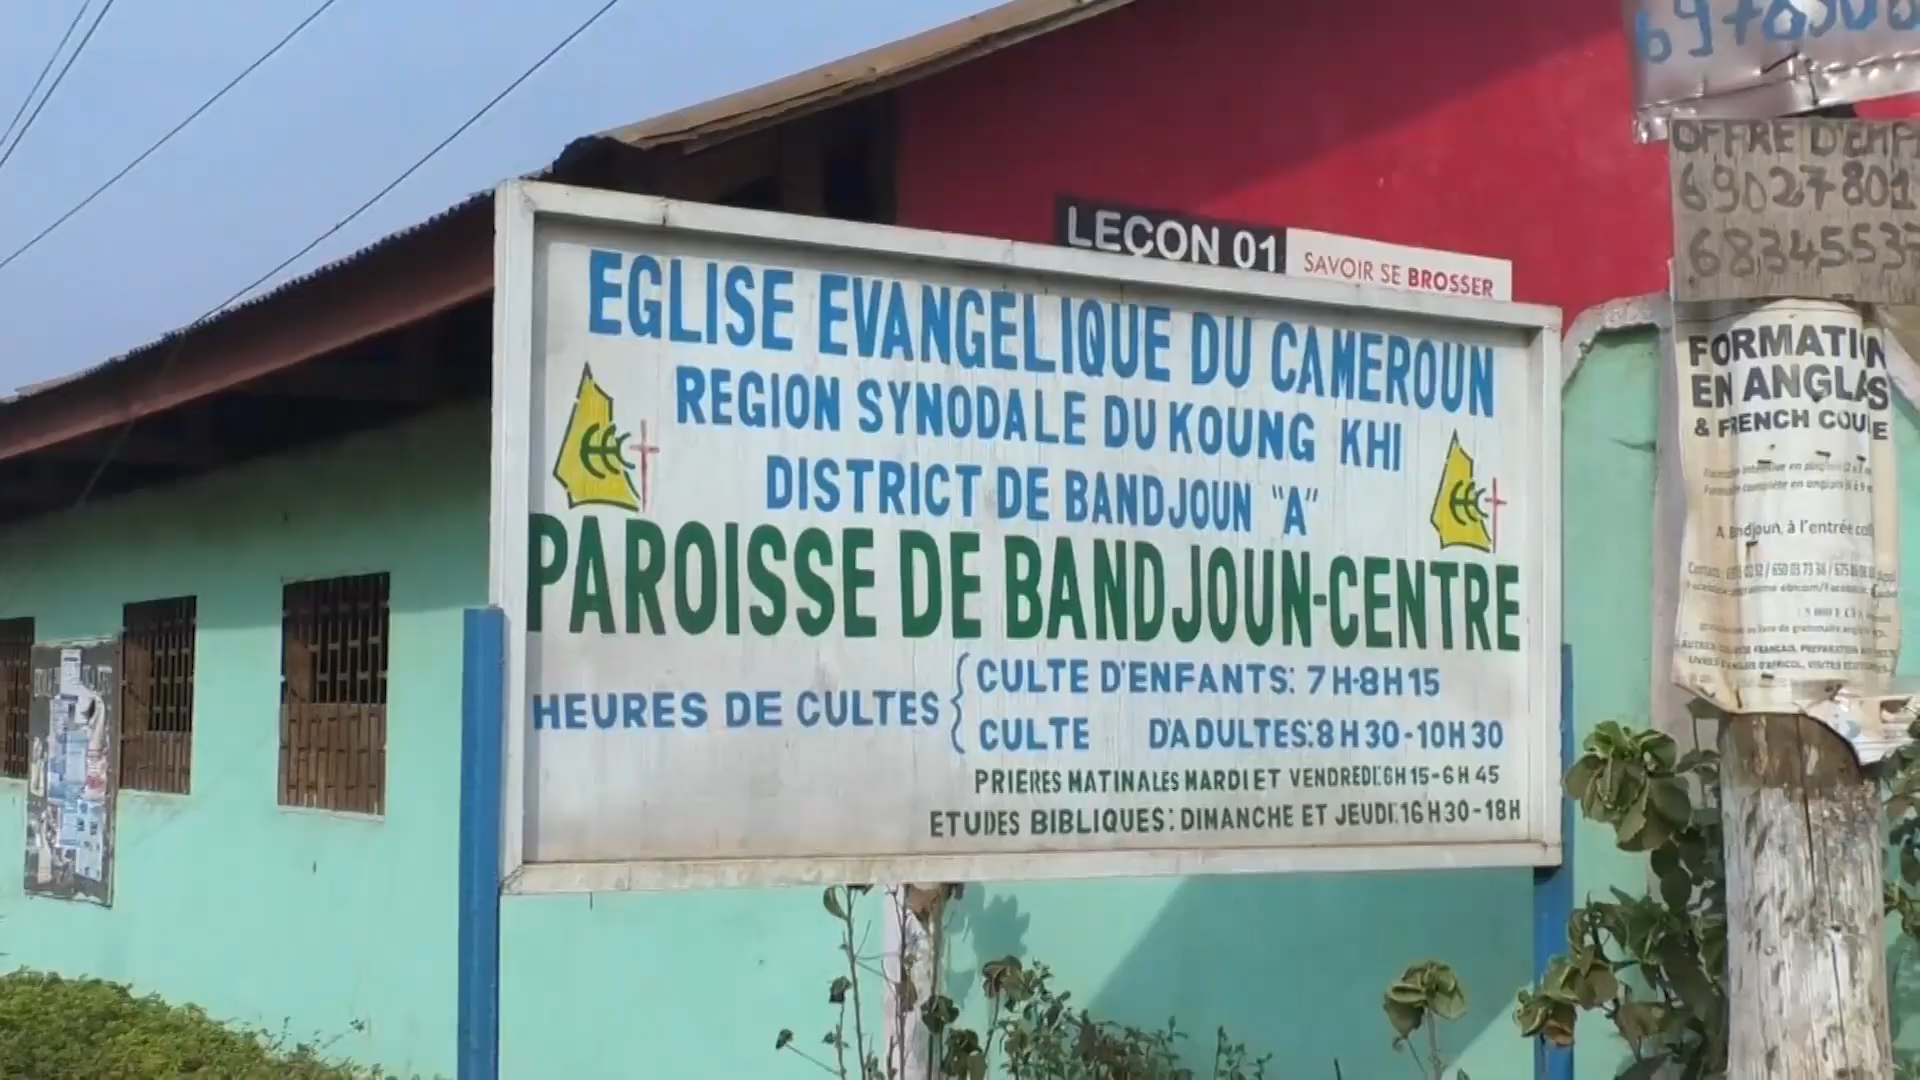 LEÇON 01 SAVOIR SE BROSSER
EGLISE EVANGELIQUE DU CAMEROUN
REGION SYNODALE DU KOUNG KHI
DISTRICT DE BANDJOUN "A"
EEC
EEC
PAROISSE DE BANDJOUN-CENTRE
HEURES DE CULTES
CULTE D'ENFANTS: 7H-8H15
CULTE D'ADULTES: 8H30-10H30
PRIERES MATINALES MARDI ET VENDREDI: 6H15-6H45
ETUDES BIBLIQUES: DIMANCHE ET JEUDI: 16H30-18H
OFFRE
69027801
68345537
FORMATION
EN ANGLAIS
& FRENCH
A Bandjoun, à l'entrée